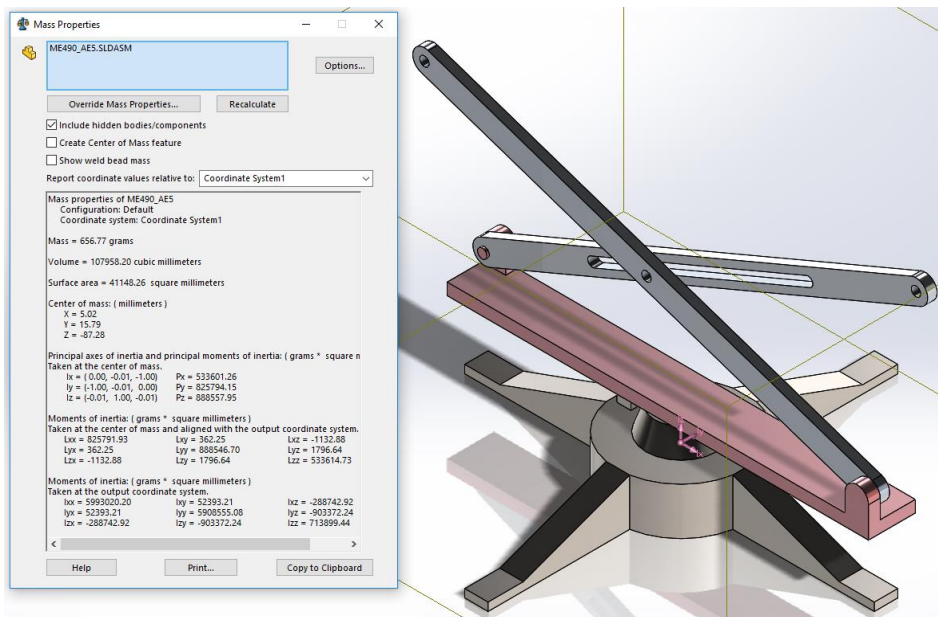 Mass Properties
ME490_AE5.SLDASM
Options...
Override Mass Properties...
Recalculate
Include hidden bodies/components
Create Center of Mass feature
Show weld bead mass
Report coordinate values relative to: Coordinate System1
Mass properties of ME490_AE5
Configuration: Default
Coordinate system: Coordinate System1
Mass = 656.77 grams
Volume = 107958.20 cubic millimeters
Surface area = 41148.26 square millimeters
Center of mass: ( millimeters )
X = 5.02
Y = 15.79
Z = -87.28
Principal axes of inertia and principal moments of inertia: ( grams * square n
Taken at the center of mass.
Ix = ( 0.00, -0.01, -1.00) Px = 533601.26
Iy = (-1.00, -0.01, 0.00) Py = 825794.15
Iz = (-0.01, 1.00, -0.01) Pz = 888557.95
Moments of inertia: ( grams * square millimeters )
Taken at the center of mass and aligned with the output coordinate system.
Lxx = 825791.93 Lxy = 362.25 Lxz = -1132.88
Lyx = 362.25 Lyy = 888546.70 Lyz = 1796.64
Lzx = -1132.88 Lzy = 1796.64 Lzz = 533614.73
Moments of inertia: ( grams * square millimeters )
Taken at the output coordinate system.
Ixx = 5993020.20 Ixy = 52393.21 Ixz = -288742.92
Iyx = 52393.21 Iyy = 5908555.08 Iyz = -903372.24
Izx = -288742.92 Izy = -903372.24 Izz = 713899.44
Help
Print...
Copy to Clipboard